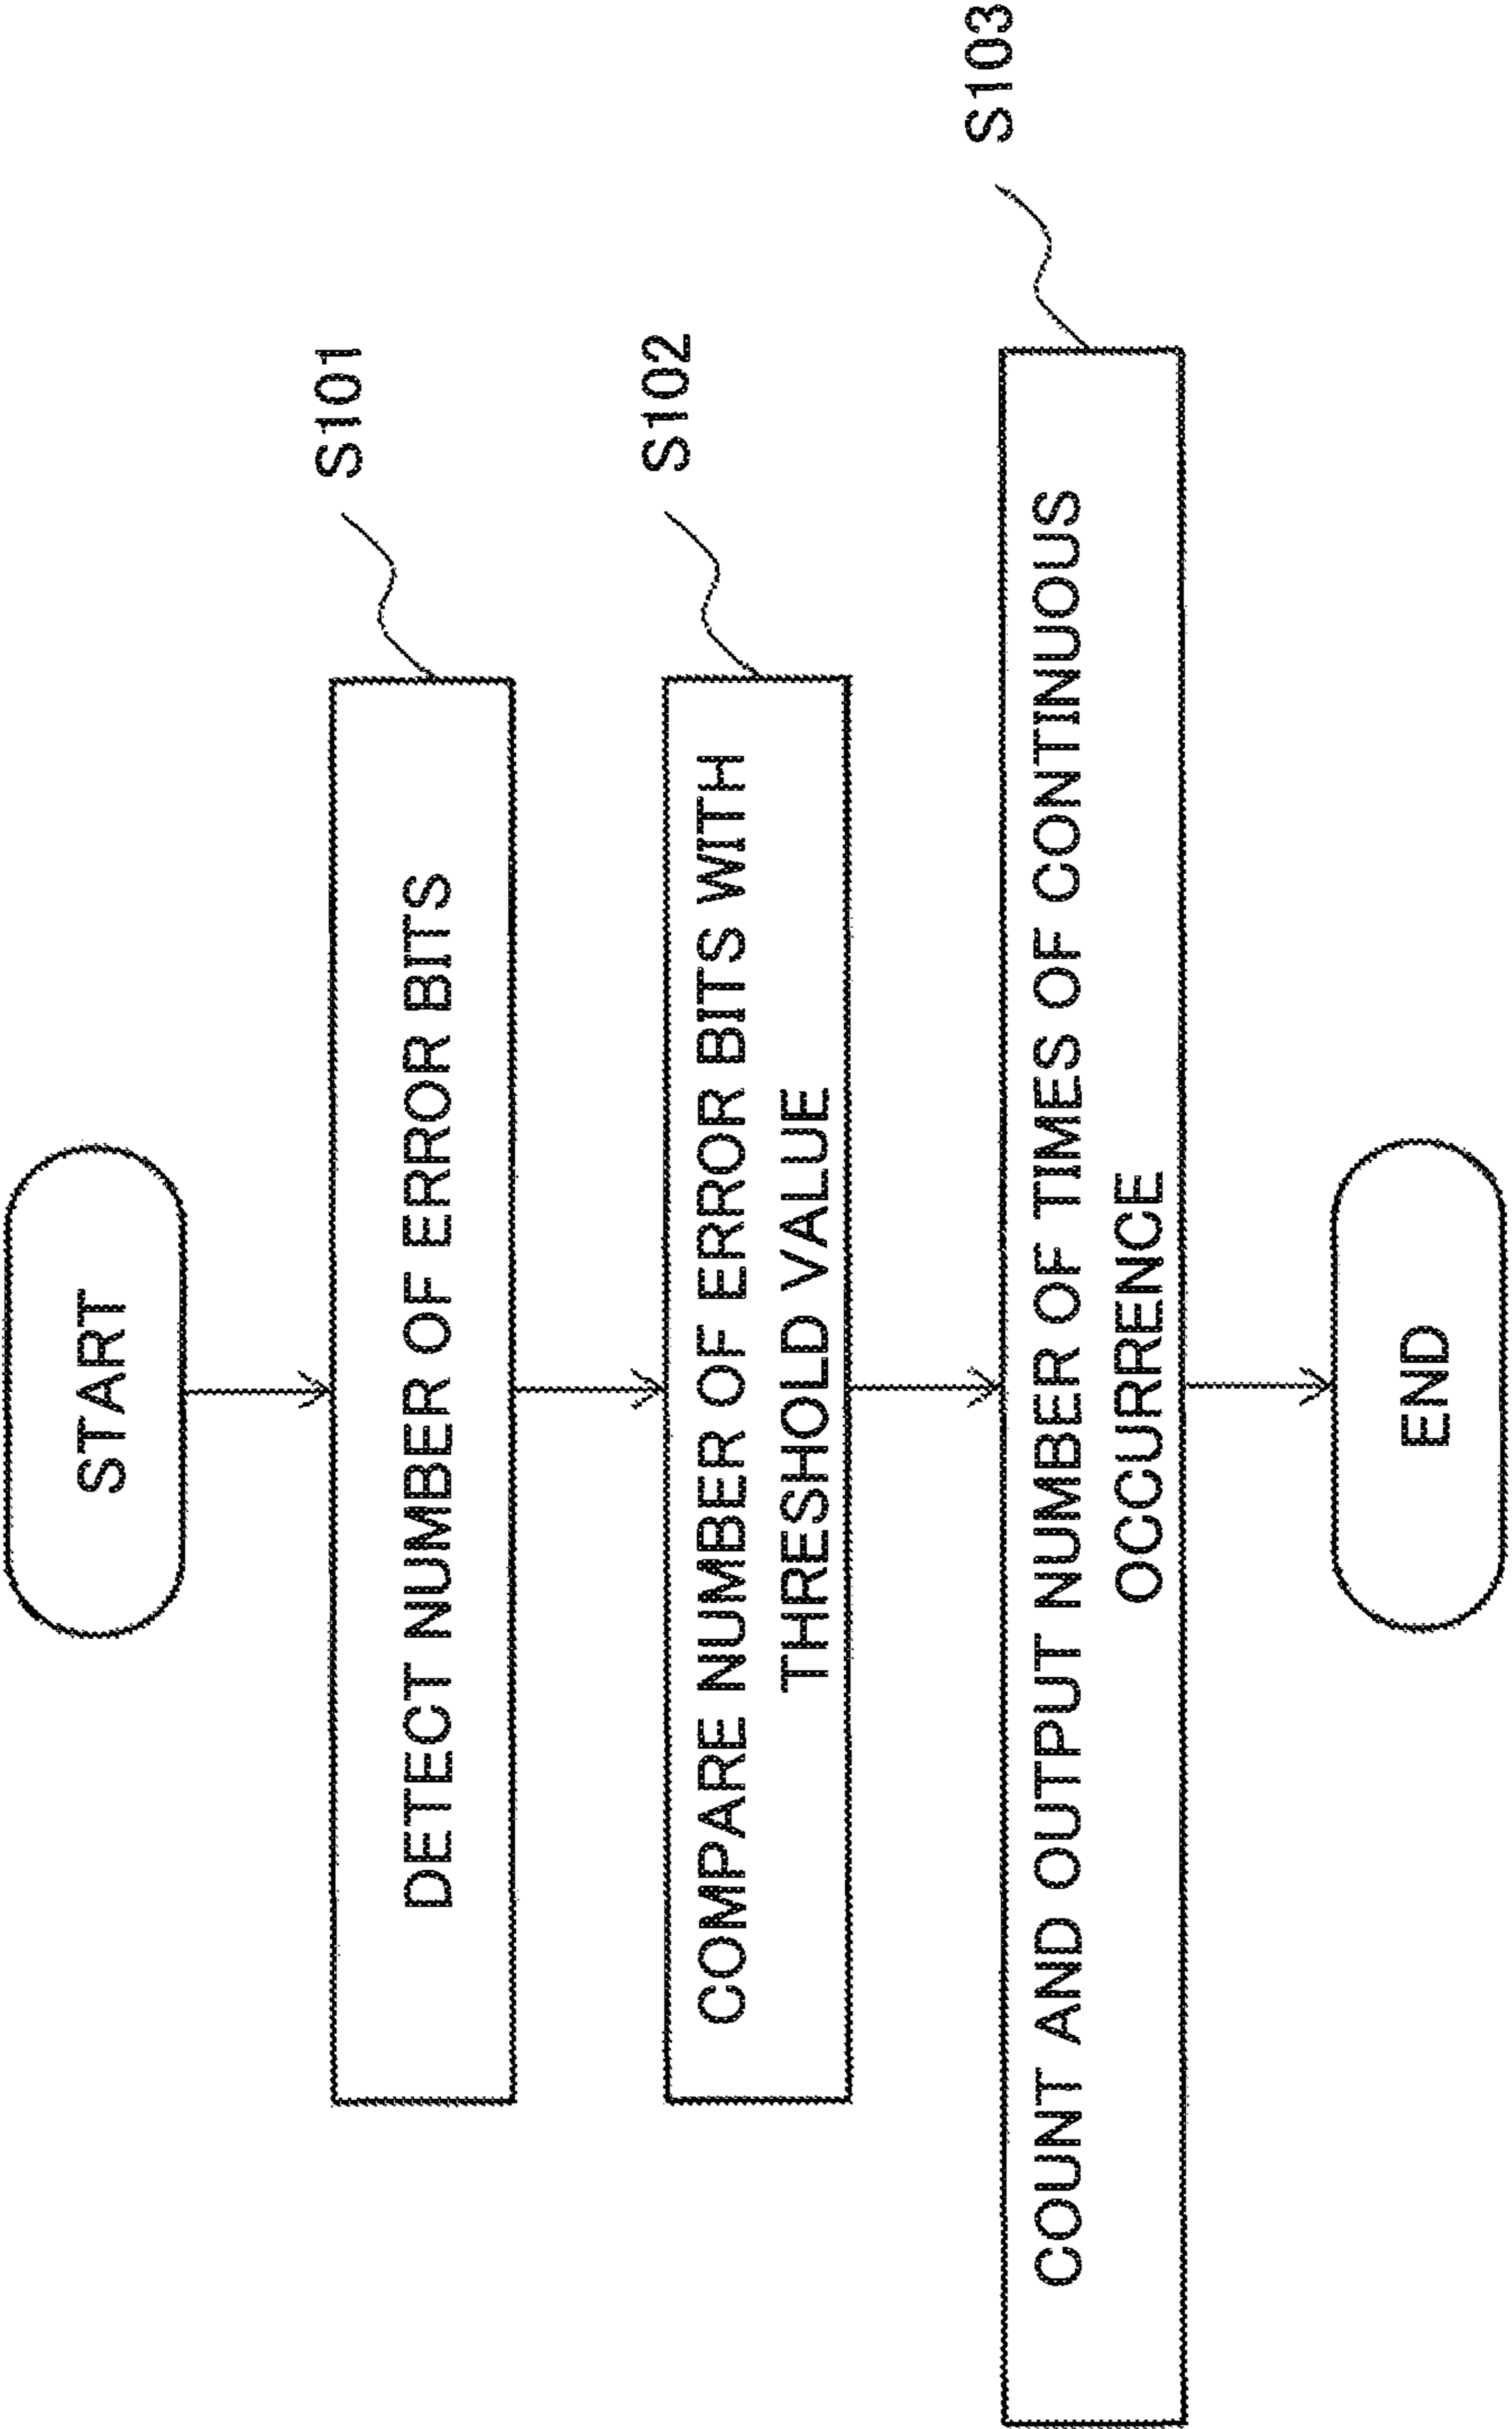 START
DETECT NUMBER OF ERROR BITS
S101
COMPARE NUMBER OF ERROR BITS WITH
THRESHOLD VALUE
S102
COUNT AND OUTPUT NUMBER OF TIMES OF CONTINUOUS
OCCURRENCE
S103
END